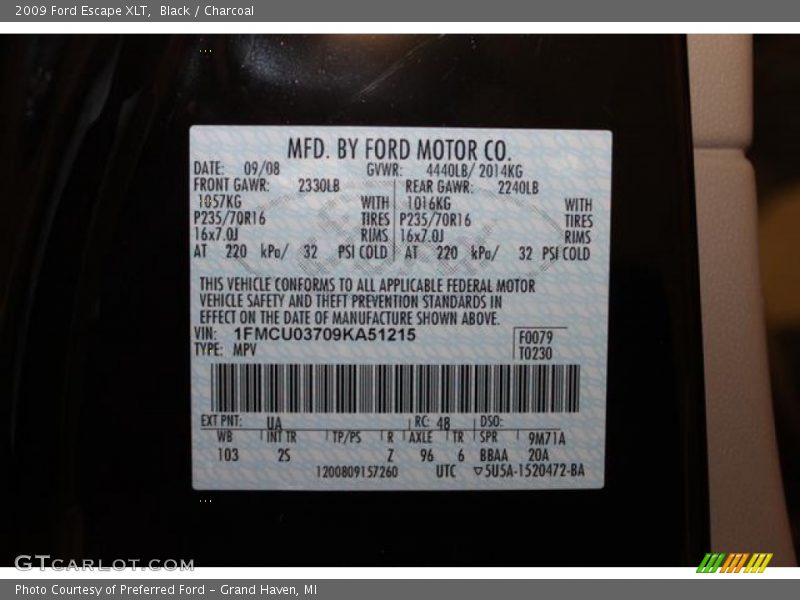 2009 Ford Escape XLT, Black / Charcoal
MFD. BY FORD MOTOR CO.
DATE: 09/08 GVWR: 4440LB/ 2014KG
FRONT GAWR: 2330LB REAR GAWR: 2240LB
1057KG WITH 1016KG WITH
P235/70R16 TIRES P235/70R16 TIRES
16x7.0J RIMS 16x7.0J RIMS
AT 220 kPa/ 32 PSI COLD AT 220 kPa/ 32 PSI COLD
THIS VEHICLE CONFORMS TO ALL APPLICABLE FEDERAL MOTOR
VEHICLE SAFETY AND THEFT PREVENTION STANDARDS IN
EFFECT ON THE DATE OF MANUFACTURE SHOWN ABOVE.
VIN: 1FMCU03709KA51215 F0079
TYPE: MPV T0230
EXT PNT: UA RC: 48 DSO:
WB INT TR TP/PS R AXLE TR SPR 9M71A
103 2S Z 96 6 BBAA 20A
1200809157260 UTC ▽5U5A-1520472-BA
GTCARLOT.COM
Photo Courtesy of Preferred Ford – Grand Haven, MI